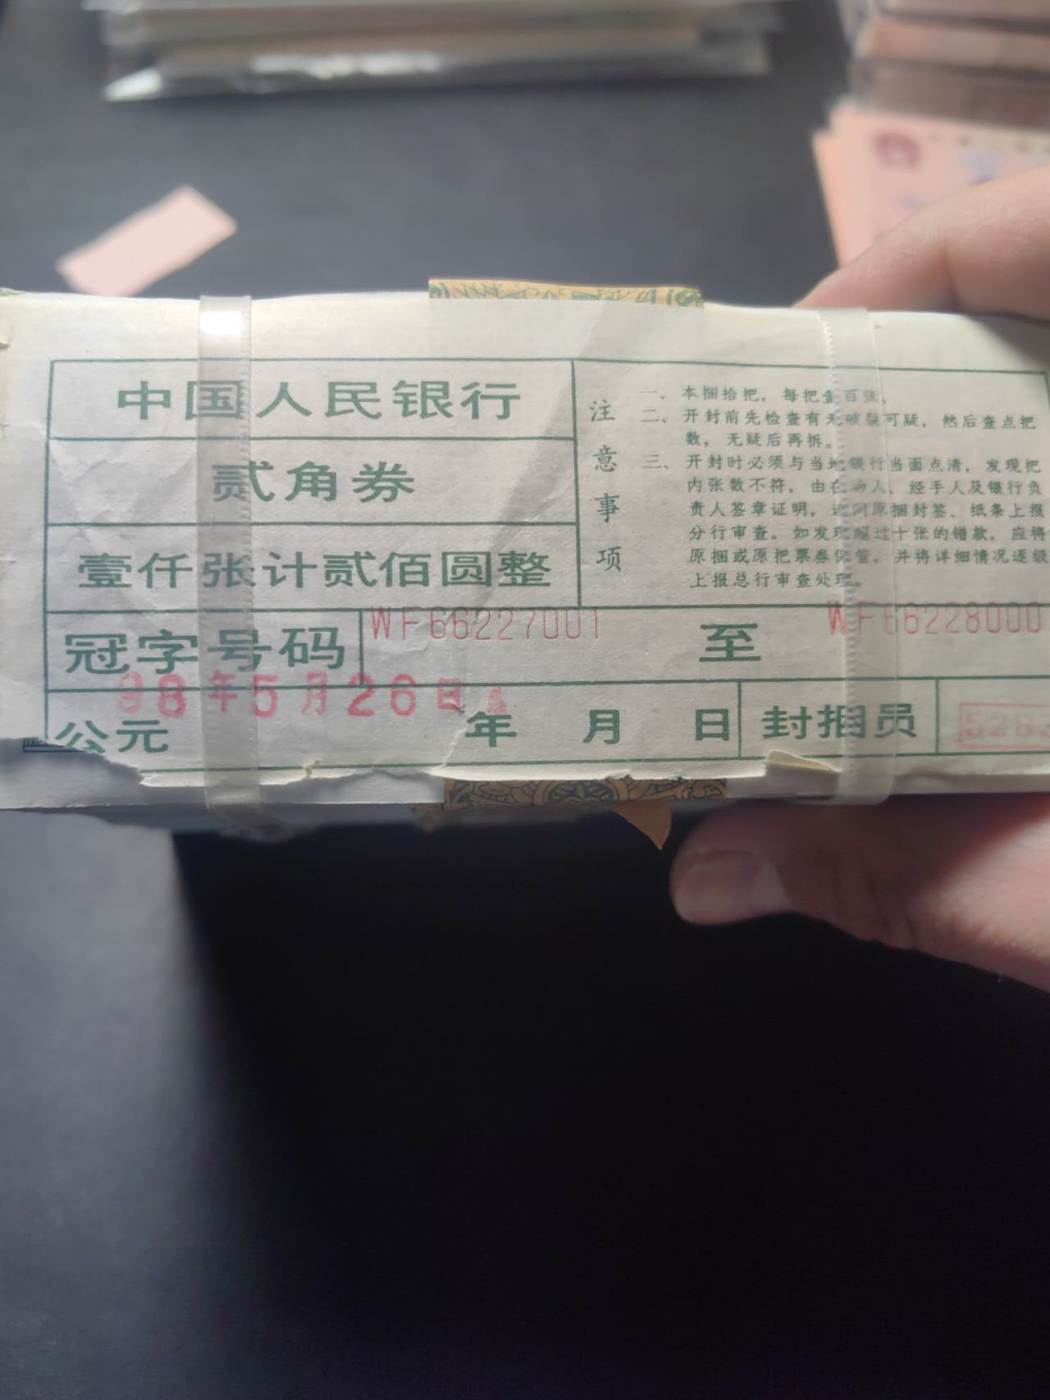 中国人民银行
贰角券
壹仟张计贰佰圆整
注意事项
一、本捆拾把，每把壹百张。
二、开封前先检查有无破裂可疑，然后查点把
数，无疑后再拆。
三、开封时必须与当地银行当面点清，发现把
内张数不符，由在场人、经手人及银行负
责人签章证明，连同原捆封签、纸条上报
分行审查。如发现超过十张的错款，应将
原捆或原把票券保管，并将详细情况逐级
上报总行审查处理。
冠字号码 WF66227001 至 WF66228000
98年5月26日
公元 年 月 日 封捆员